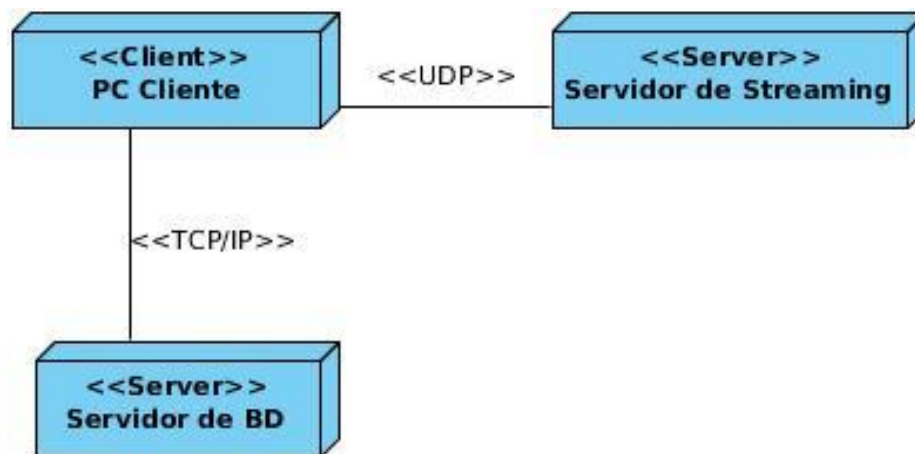 <<Client>>
PC Cliente
<<UDP>>
<<Server>>
Servidor de Streaming
<<TCP/IP>>
<<Server>>
Servidor de BD